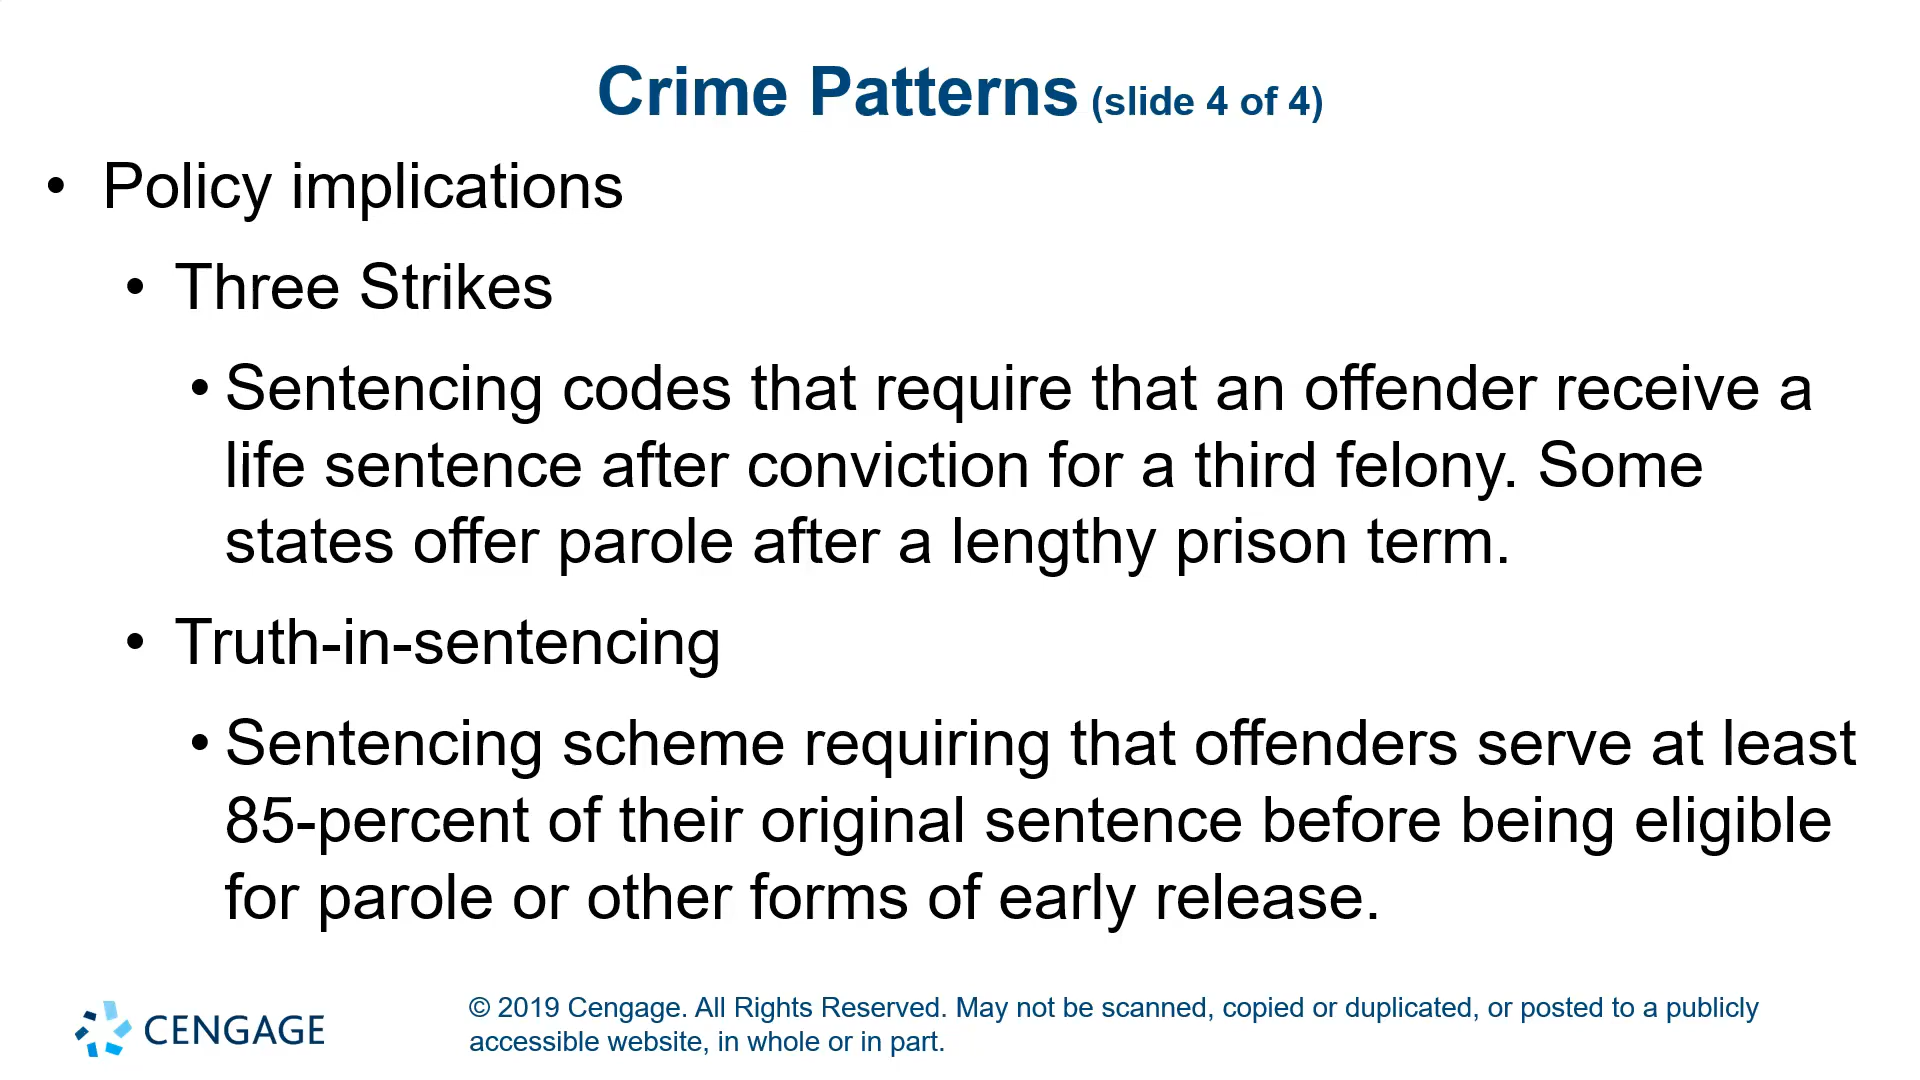 Crime Patterns (slide 4 of 4)
• Policy implications
• Three Strikes
• Sentencing codes that require that an offender receive a
life sentence after conviction for a third felony. Some
states offer parole after a lengthy prison term.
• Truth-in-sentencing
• Sentencing scheme requiring that offenders serve at least
85-percent of their original sentence before being eligible
for parole or other forms of early release.
CENGAGE
© 2019 Cengage. All Rights Reserved. May not be scanned, copied or duplicated, or posted to a publicly
accessible website, in whole or in part.